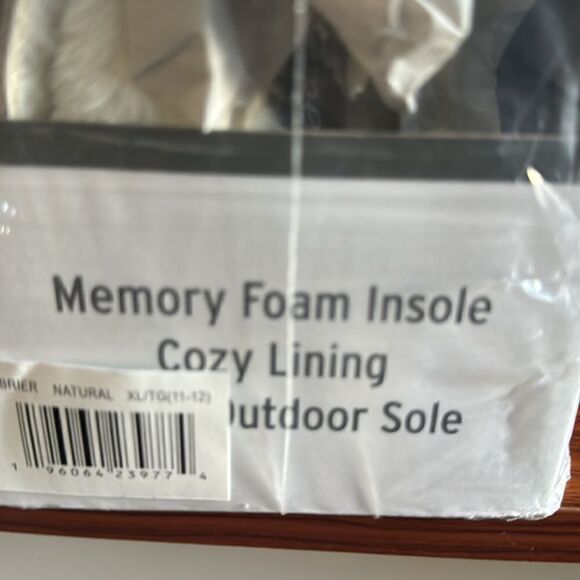 Memory Foam Insole
Cozy Lining
Outdoor Sole
BRIER NATURAL XL/TG(11-12)
1 96064 23977 4